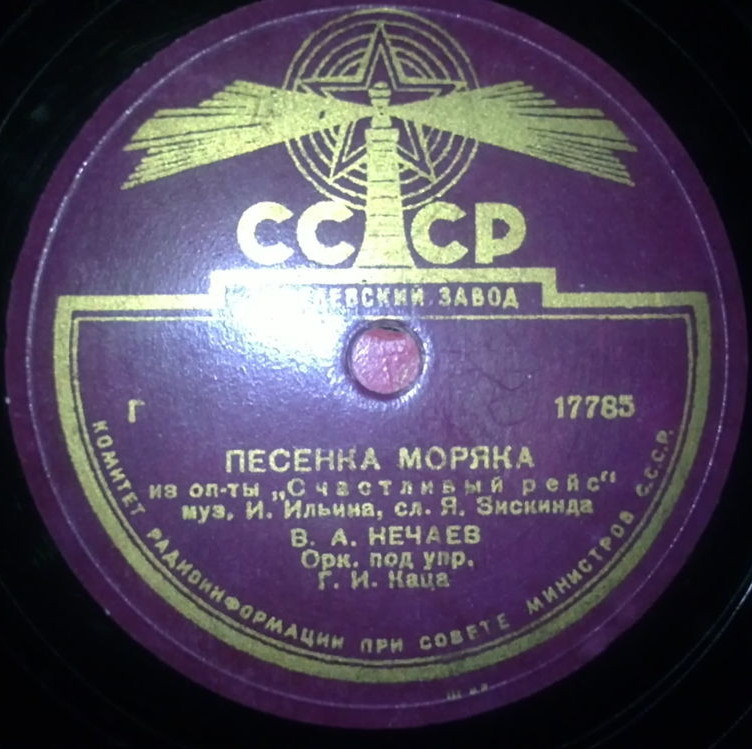 СССР
ЗАВОД
Г 17785
ПЕСЕНКА МОРЯКА
из оп-ты „Счастливый рейс“
муз. И. Ильина, сл. Я. Зискинда
В. А. НЕЧАЕВ
Орк. под упр.
Г. И. Каца
КОМИТЕТ РАДИОИНФОРМАЦИИ ПРИ СОВЕТЕ МИНИСТРОВ С.С.С.Р.